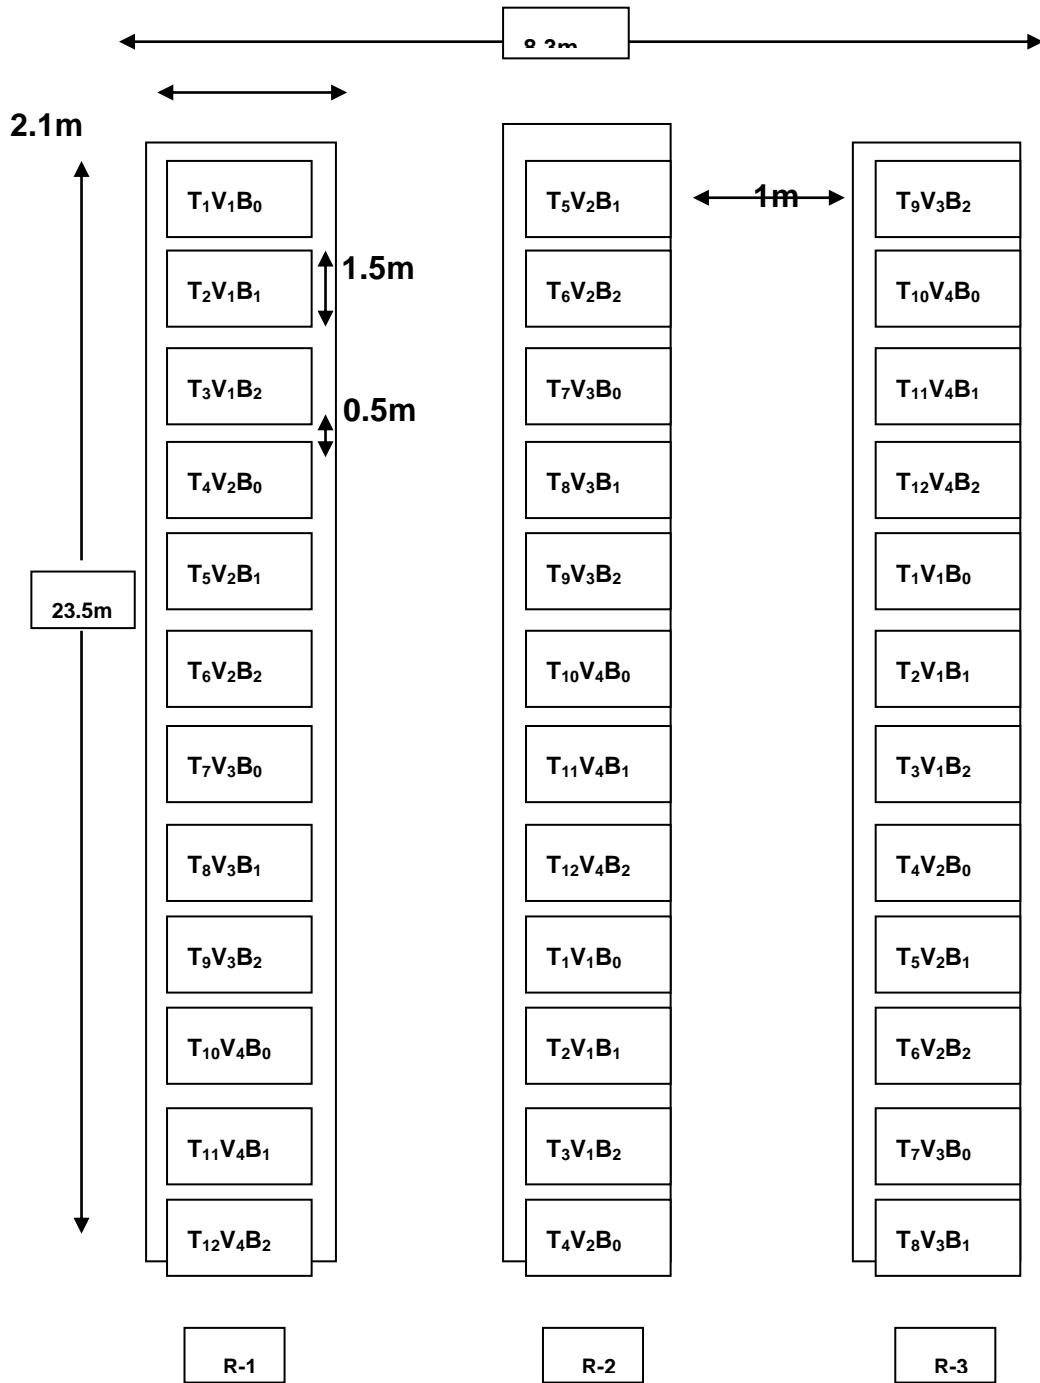 8.3m
2.1m
T₁V₁B₀ T₅V₂B₁ 1m T₉V₃B₂
1.5m
T₂V₁B₁ T₆V₂B₂ T₁₀V₄B₀
T₃V₁B₂ T₇V₃B₀ T₁₁V₄B₁
0.5m
T₄V₂B₀ T₈V₃B₁ T₁₂V₄B₂
T₅V₂B₁ T₉V₃B₂ T₁V₁B₀
23.5m
T₆V₂B₂ T₁₀V₄B₀ T₂V₁B₁
T₇V₃B₀ T₁₁V₄B₁ T₃V₁B₂
T₈V₃B₁ T₁₂V₄B₂ T₄V₂B₀
T₉V₃B₂ T₁V₁B₀ T₅V₂B₁
T₁₀V₄B₀ T₂V₁B₁ T₆V₂B₂
T₁₁V₄B₁ T₃V₁B₂ T₇V₃B₀
T₁₂V₄B₂ T₄V₂B₀ T₈V₃B₁
R-1 R-2 R-3